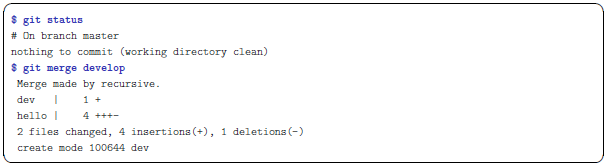 $ git status
# On branch master
nothing to commit (working directory clean)
$ git merge develop
Merge made by recursive.
dev | 1 +
hello | 4 +++-
2 files changed, 4 insertions(+), 1 deletions(-)
create mode 100644 dev